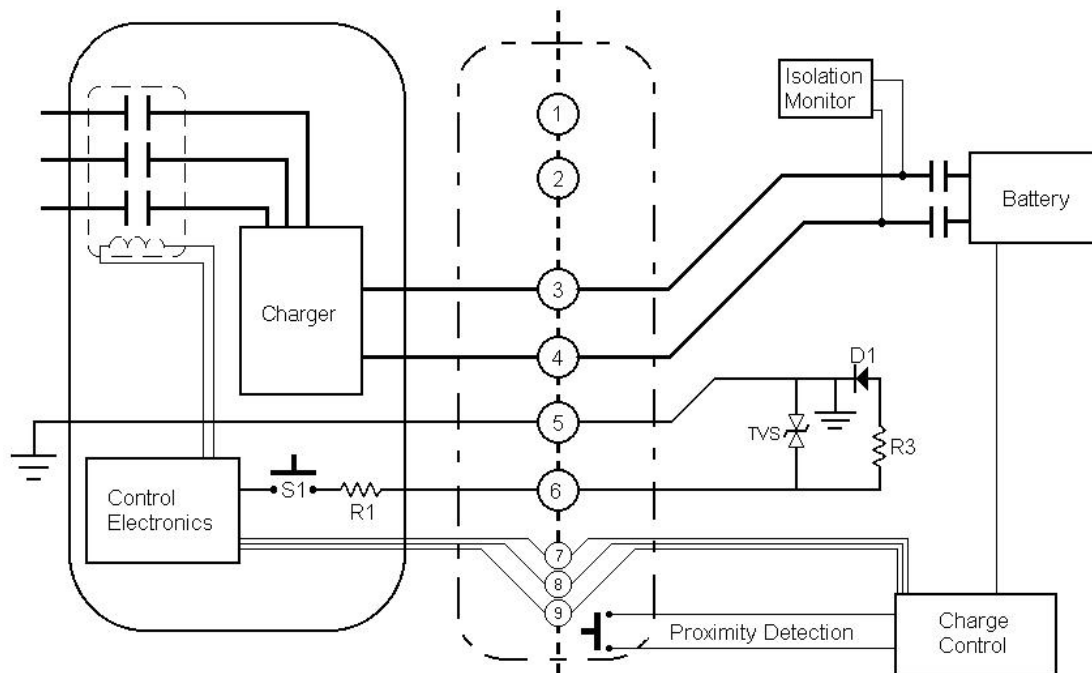 Isolation
Monitor
1
2
Battery
3
Charger
4
D1
5
TVS
R3
Control
Electronics
S1
R1
6
7
8
9
Proximity Detection
Charge
Control